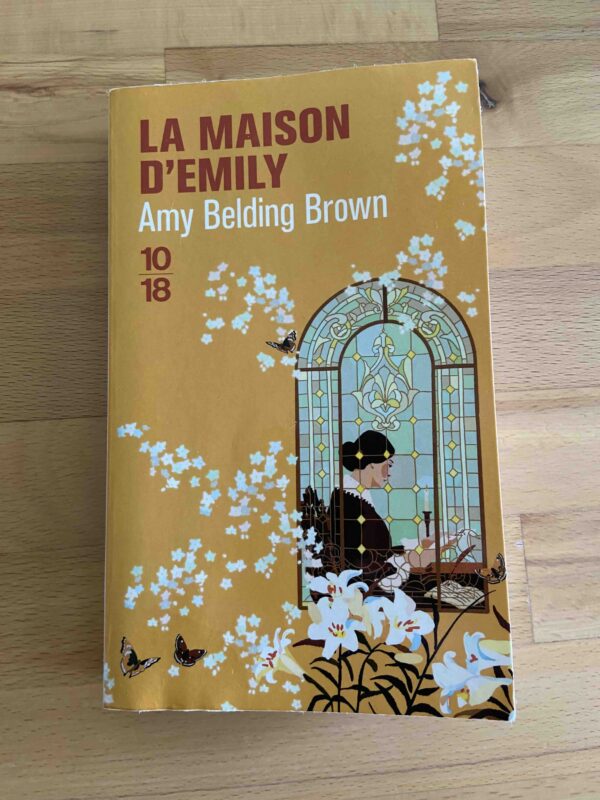 LA MAISON
D'EMILY
Amy Belding Brown
10
18